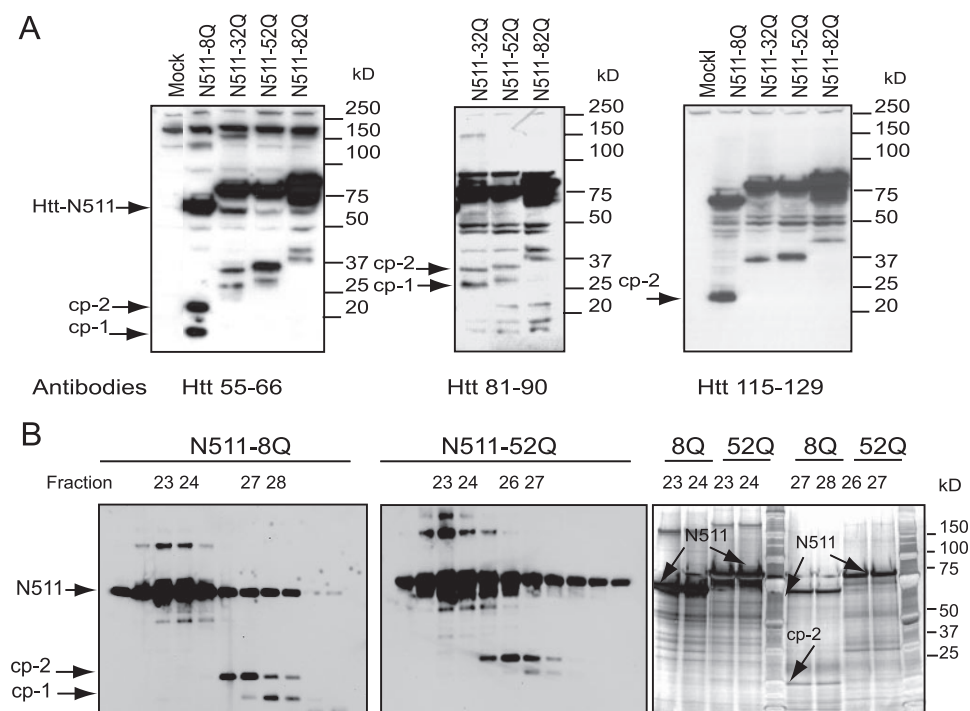 A
Mock
N511-8Q
N511-32Q
N511-52Q
N511-82Q
kD
250
150
100
75
50
37
25
20
Htt-N511
cp-2
cp-1
N511-32Q
N511-52Q
N511-82Q
kD
250
150
100
75
50
37
25
20
cp-2
cp-1
MockI
N511-8Q
N511-32Q
N511-52Q
N511-82Q
kD
250
150
100
75
50
37
25
20
cp-2
Antibodies Htt 55-66 Htt 81-90 Htt 115-129
B
N511-8Q N511-52Q 8Q 52Q 8Q 52Q
Fraction 23 24 27 28 23 24 26 27 23 24 23 24 27 28 26 27 kD
N511
cp-2
cp-1
N511
N511
cp-2
150
100
75
50
37
25